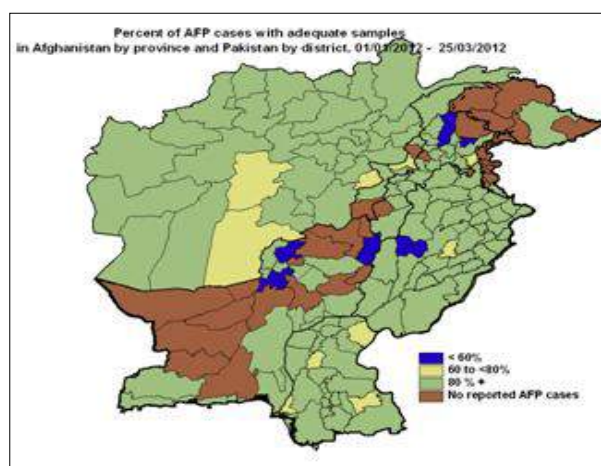 Percent of AFP cases with adequate samples
in Afghanistan by province and Pakistan by district, 01/01/2012 - 25/03/2012
< 60%
60 to <80%
80 % +
No reported AFP cases